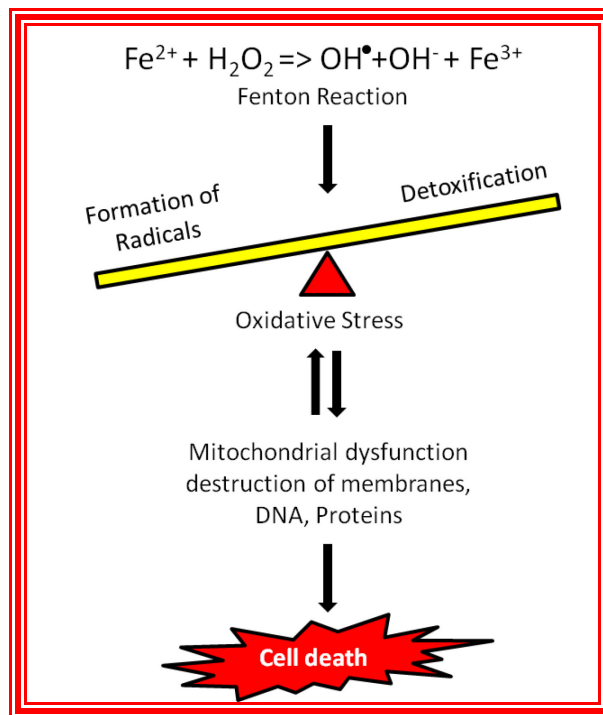 Fe²⁺ + H₂O₂ => OH•+OH⁻ + Fe³⁺
Fenton Reaction
Formation of
Radicals
Detoxification
Oxidative Stress
Mitochondrial dysfunction
destruction of membranes,
DNA, Proteins
Cell death